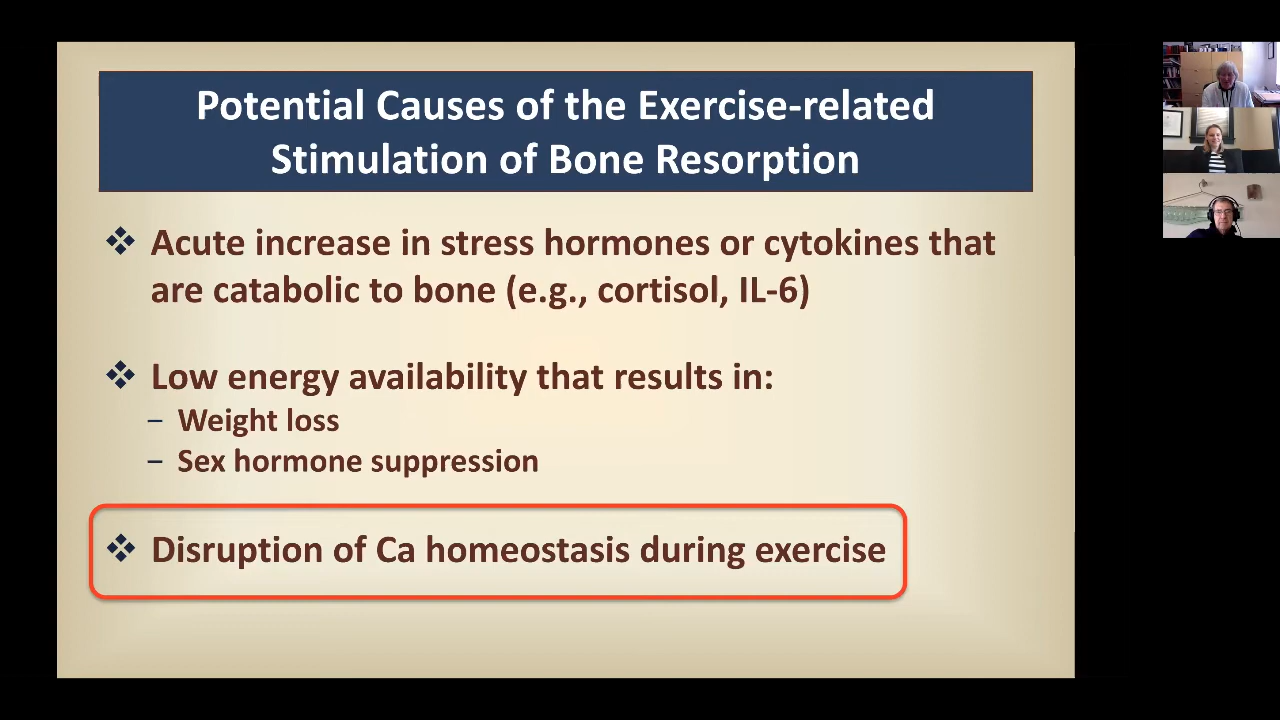 Potential Causes of the Exercise-related
Stimulation of Bone Resorption
❖ Acute increase in stress hormones or cytokines that
are catabolic to bone (e.g., cortisol, IL-6)
❖ Low energy availability that results in:
– Weight loss
– Sex hormone suppression
❖ Disruption of Ca homeostasis during exercise